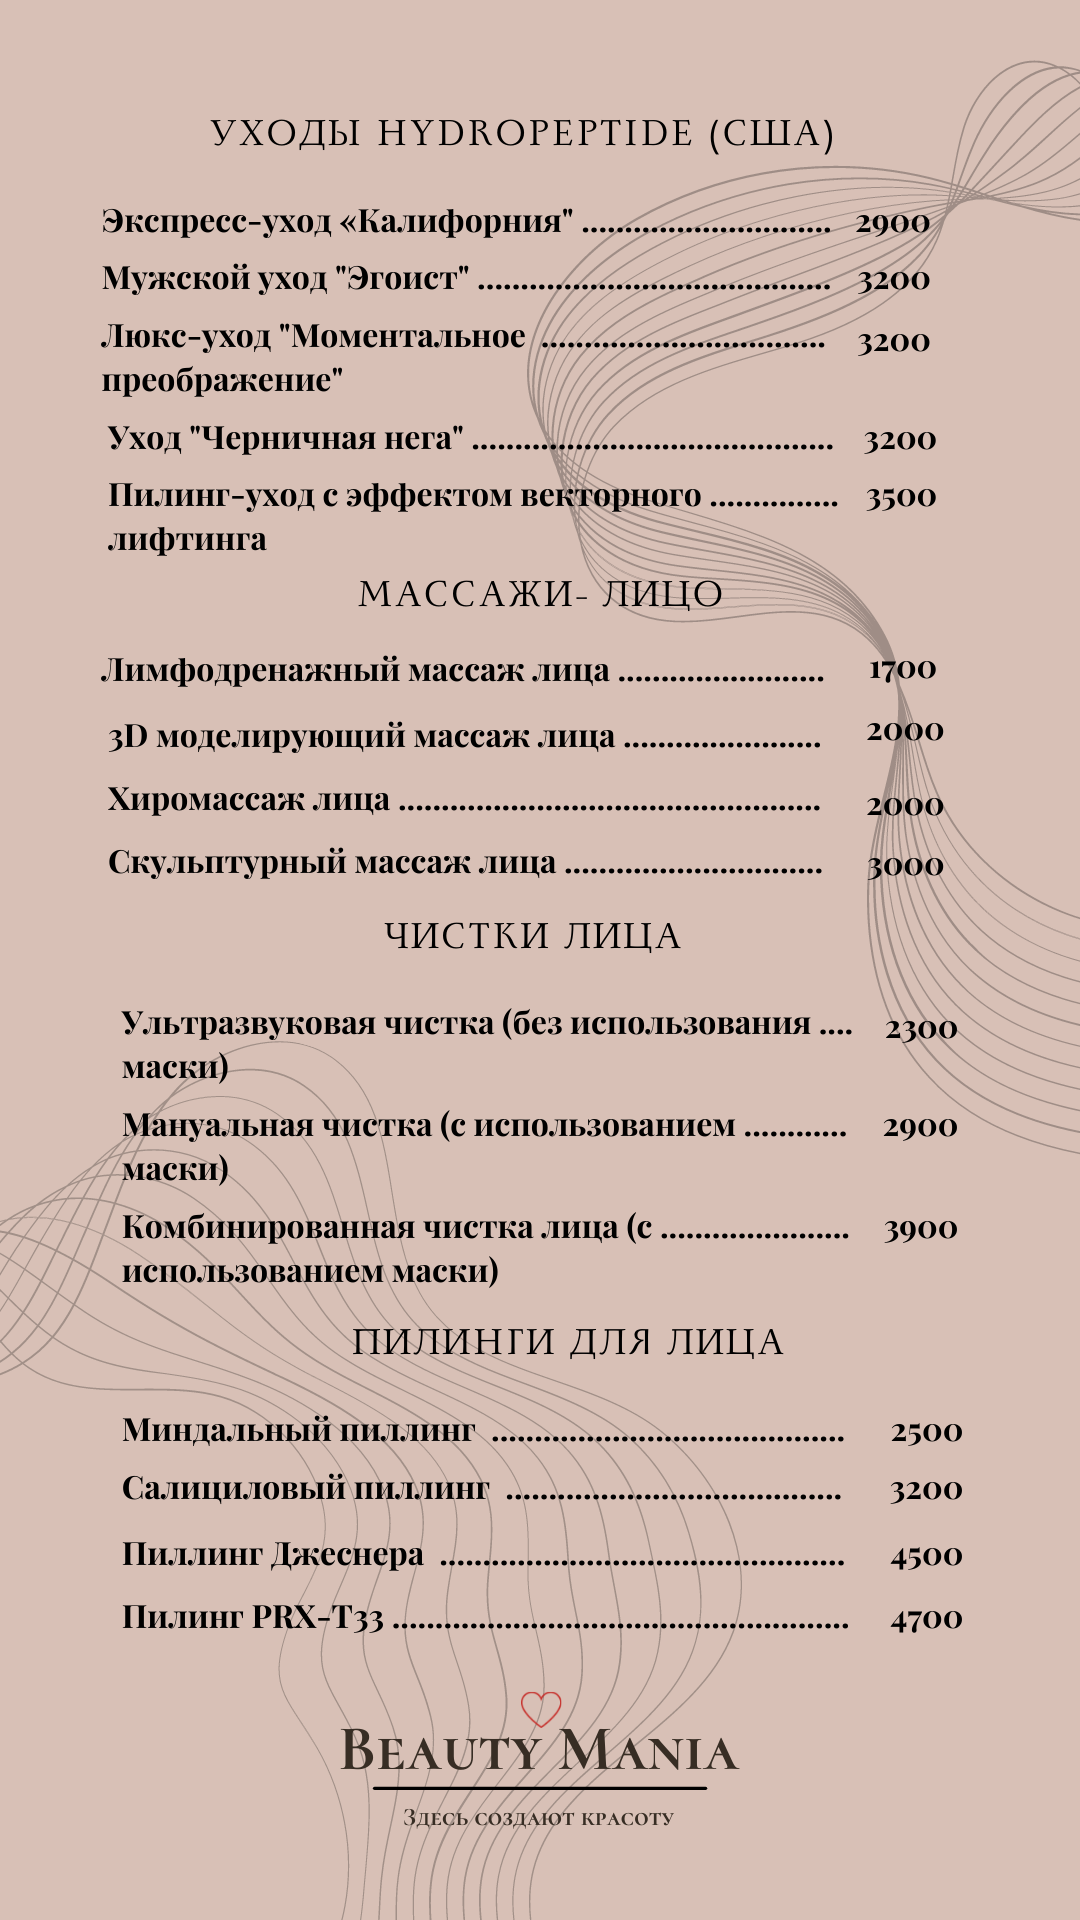 УХОДЫ HYDROPEPTIDE (США)
Экспресс-уход «Калифорния" ............................. 2900
Мужской уход "Эгоист" ......................................... 3200
Люкс-уход "Моментальное ................................. 3200
преображение"
Уход "Черничная нега" .......................................... 3200
Пилинг-уход с эффектом векторного ............... 3500
лифтинга
МАССАЖИ- ЛИЦО
Лимфодренажный массаж лица ........................ 1700
3D моделирующий массаж лица ....................... 2000
Хиромассаж лица ................................................. 2000
Скульптурный массаж лица .............................. 3000
ЧИСТКИ ЛИЦА
Ультразвуковая чистка (без использования .... 2300
маски)
Мануальная чистка (с использованием ............ 2900
маски)
Комбинированная чистка лица (с ...................... 3900
использованием маски)
ПИЛИНГИ ДЛЯ ЛИЦА
Миндальный пиллинг ......................................... 2500
Салициловый пиллинг ....................................... 3200
Пиллинг Джеснера ............................................... 4500
Пилинг PRX-T33 ..................................................... 4700
BEAUTY MANIA
ЗДЕСЬ СОЗДАЮТ КРАСОТУ